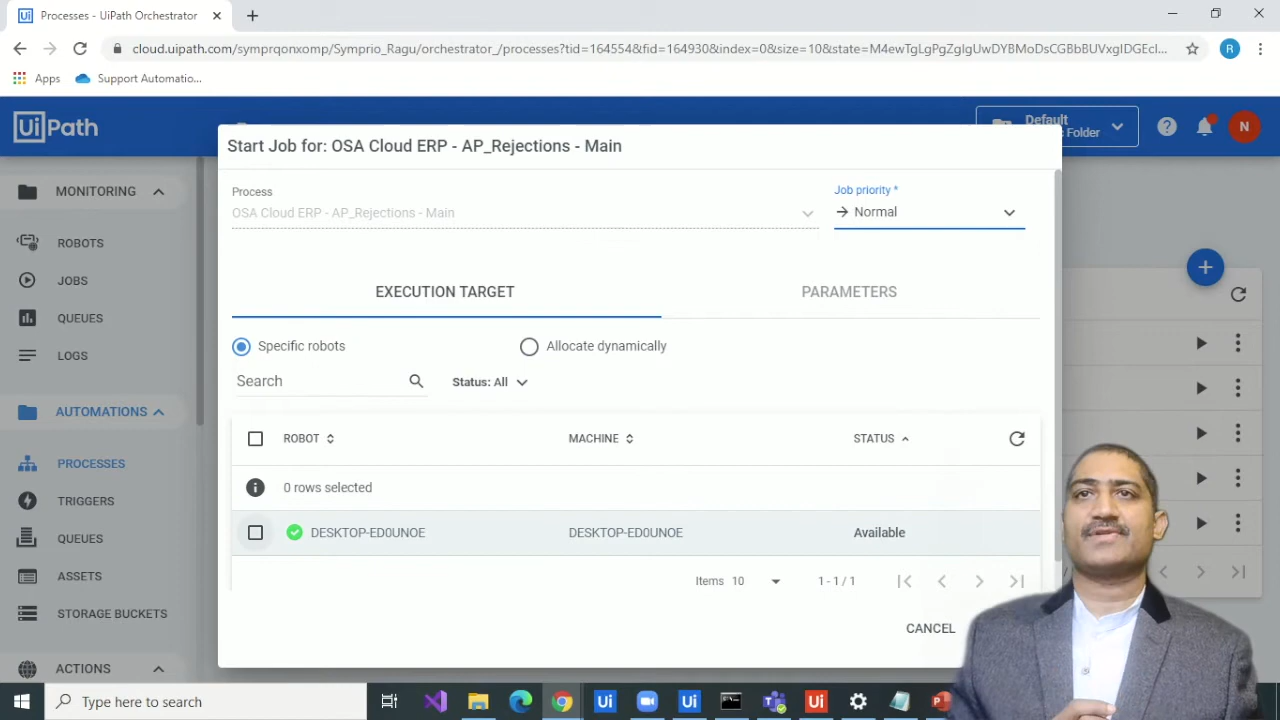 Ui Processes - UiPath Orchestrator
cloud.uipath.com/symprqonxomp/Symprio_Ragu/orchestrator_/processes?tid=164554&fid=164930&index=0&size=10&state=
R
Apps
Support Automatio...
UiPath
Default
Folder
N
Start Job for: OSA Cloud ERP - AP_Rejections - Main
MONITORING
Process
Job priority *
OSA Cloud ERP - AP_Rejections - Main
Normal
ROBOTS
JOBS
EXECUTION TARGET
PARAMETERS
QUEUES
Specific robots
Allocate dynamically
LOGS
Search
Status: All
AUTOMATIONS
ROBOT
MACHINE
STATUS
PROCESSES
0 rows selected
TRIGGERS
DESKTOP-ED0UNOE
DESKTOP-ED0UNOE
Available
QUEUES
ASSETS
Items 10
1 - 1 / 1
STORAGE BUCKETS
CANCEL
ACTIONS
Type here to search
Ui
Ui
Ui